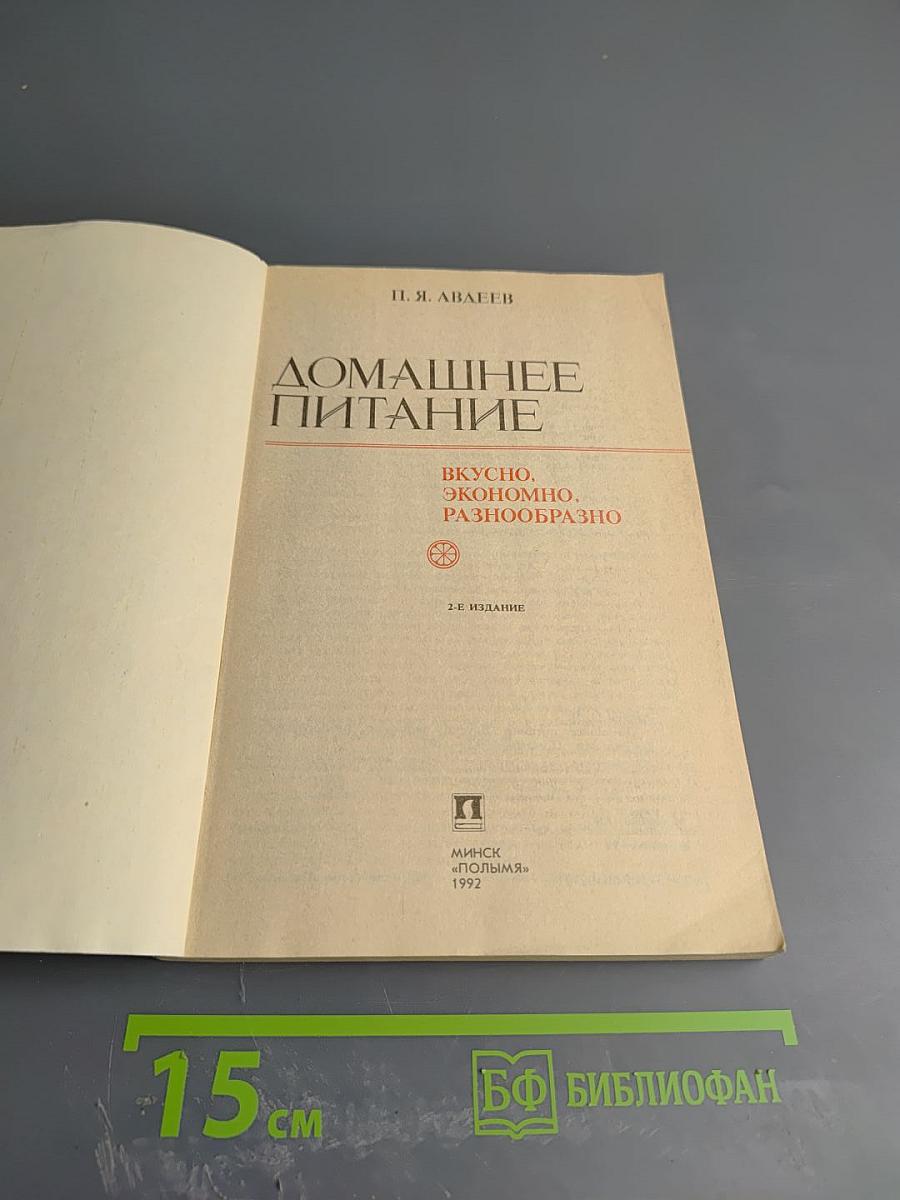 П. Я. АВДЕЕВ
ДОМАШНЕЕ
ПИТАНИЕ
ВКУСНО,
ЭКОНОМНО,
РАЗНООБРАЗНО
2-Е ИЗДАНИЕ
МИНСК
«ПОЛЫМЯ»
1992
15 см
БФ БИБЛИОФАН